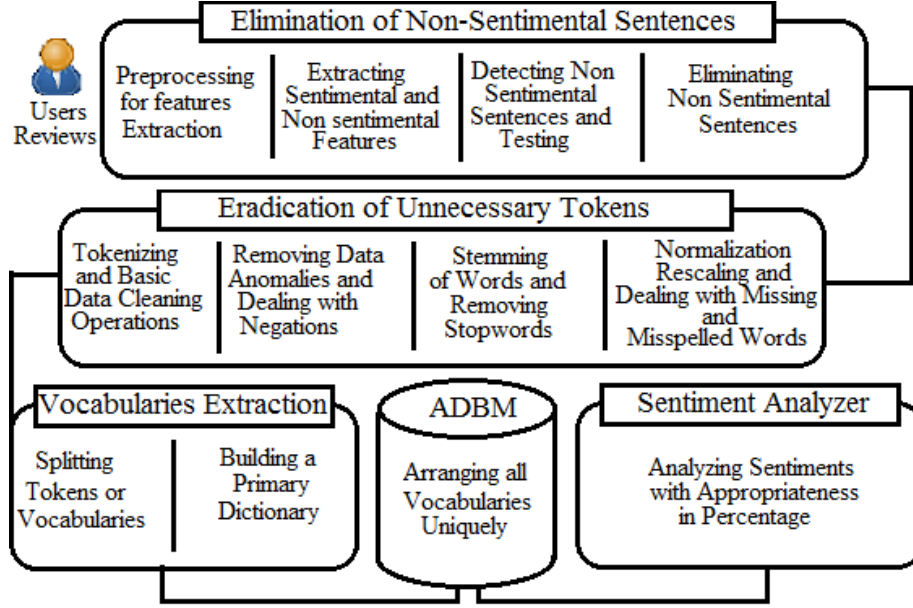 Elimination of Non-Sentimental Sentences
Users
Reviews
Preprocessing
for features
Extraction
Extracting
Sentimental and
Non sentimental
Features
Detecting Non
Sentimental
Sentences and
Testing
Eliminating
Non Sentimental
Sentences
Eradication of Unnecessary Tokens
Tokenizing
and Basic
Data Cleaning
Operations
Removing Data
Anomalies and
Dealing with
Negations
Stemming
of Words and
Removing
Stopwords
Normalization
Rescaling and
Dealing with Missing
and
Misspelled Words
Vocabularies Extraction
Splitting
Tokens or
Vocabularies
Building a
Primary
Dictionary
ADBM
Arranging all
Vocabularies
Uniquely
Sentiment Analyzer
Analyzing Sentiments
with Appropriateness
in Percentage